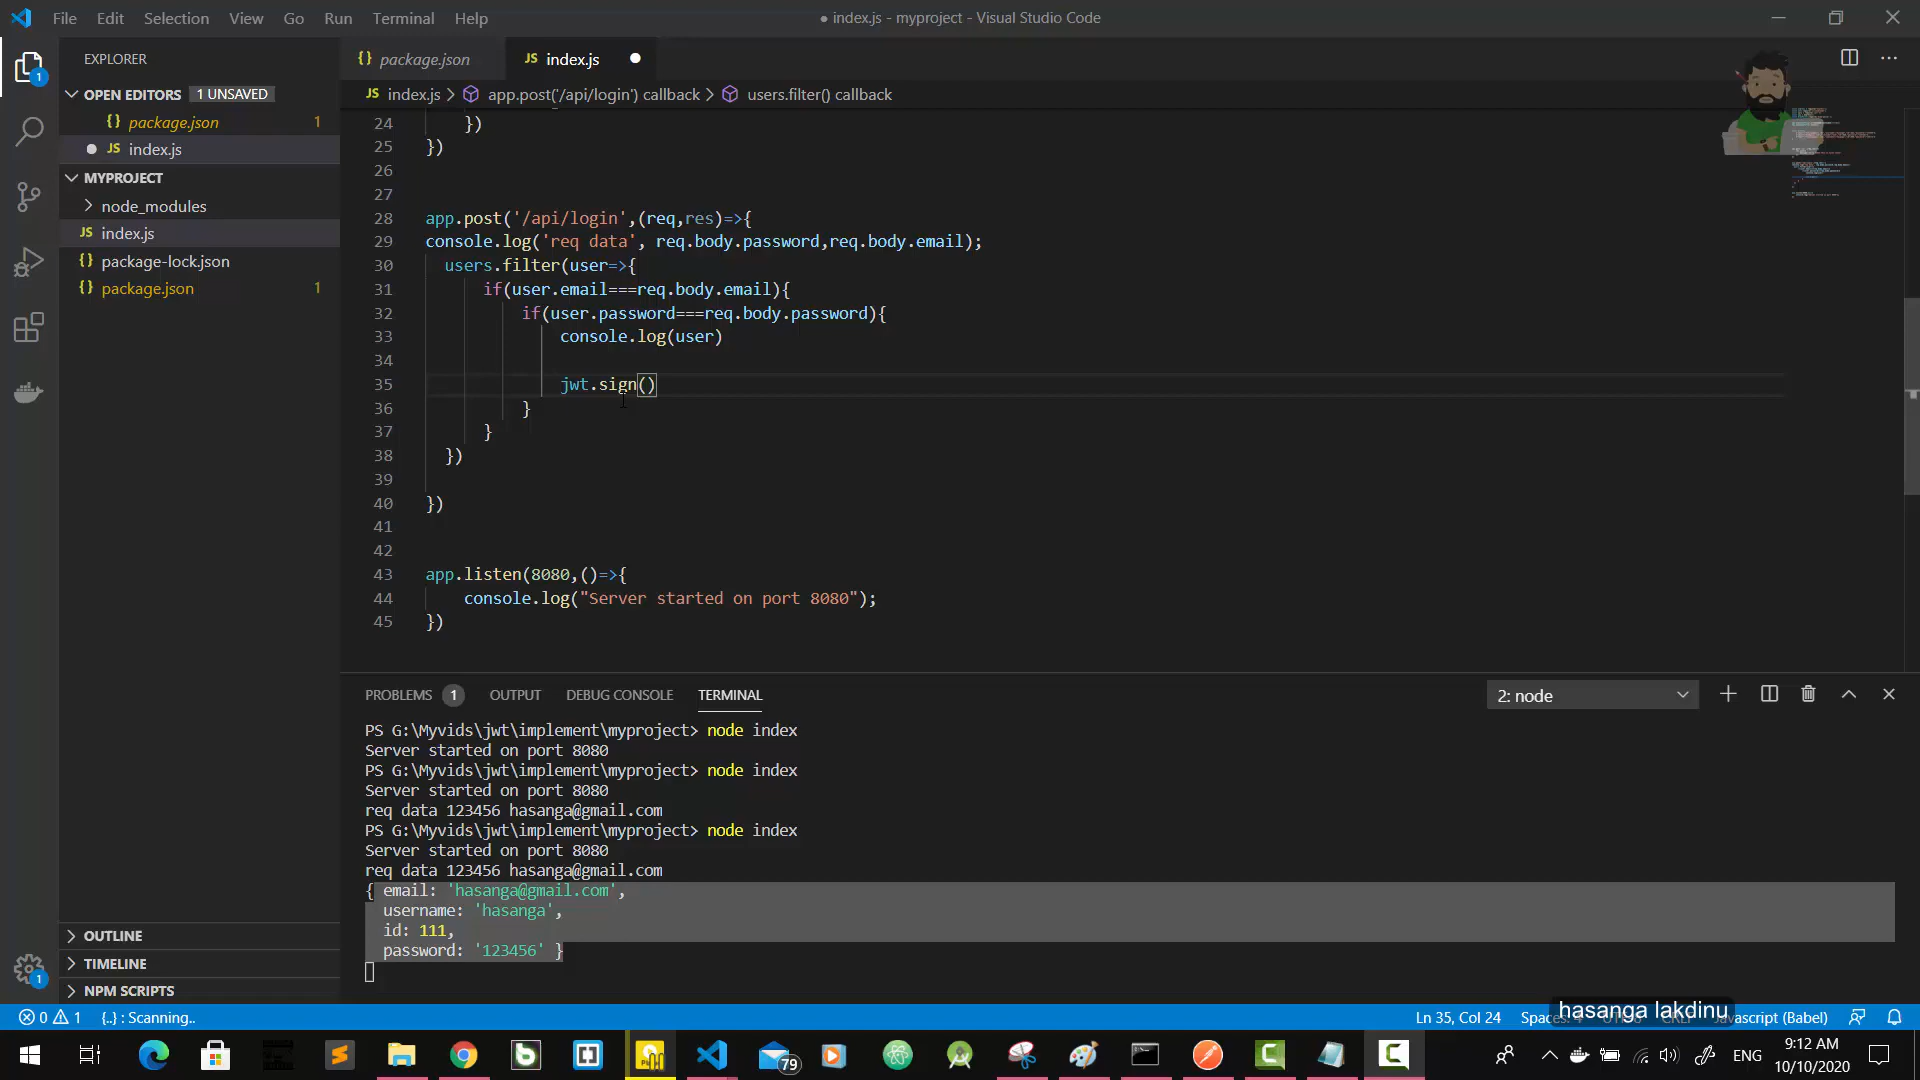 File Edit Selection View Go Run Terminal Help
● index.js - myproject - Visual Studio Code
EXPLORER
{} package.json
JS index.js
OPEN EDITORS 1 UNSAVED
JS index.js > app.post('/api/login') callback > users.filter() callback
{} package.json 1
JS index.js
MYPROJECT
node_modules
JS index.js
{} package-lock.json
{} package.json 1
1
24 })
25 })
26
27
28 app.post('/api/login',(req,res)=>{
29 console.log('req data', req.body.password,req.body.email);
30 users.filter(user=>{
31 if(user.email===req.body.email){
32 if(user.password===req.body.password){
33 console.log(user)
34
35 jwt.sign()
36 }
37 }
38 })
39
40 })
41
42
43 app.listen(8080,()=>{
44 console.log("Server started on port 8080");
45 })
PROBLEMS 1 OUTPUT DEBUG CONSOLE TERMINAL
2: node
PS G:\Myvids\jwt\implement\myproject> node index
Server started on port 8080
PS G:\Myvids\jwt\implement\myproject> node index
Server started on port 8080
req data 123456 hasanga@gmail.com
PS G:\Myvids\jwt\implement\myproject> node index
Server started on port 8080
req data 123456 hasanga@gmail.com
{ email: 'hasanga@gmail.com',
username: 'hasanga',
id: 111,
password: '123456' }
OUTLINE
TIMELINE
NPM SCRIPTS
1
hasanga lakdinu
0 1 {..} : Scanning..
Ln 35, Col 24 JavaScript (Babel)
79
ENG
9:12 AM
10/10/2020